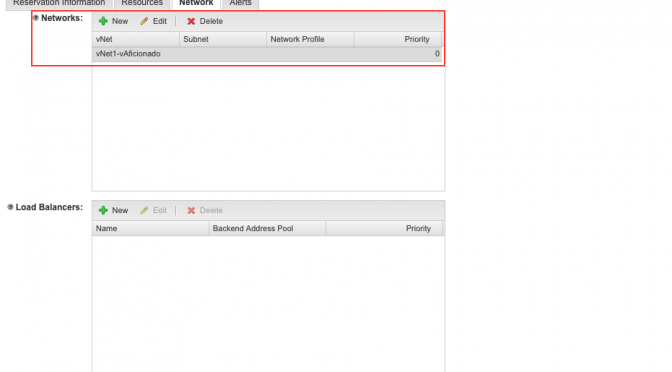 Reservation Information Resources Network Alerts
Networks: New Edit Delete
vNet Subnet Network Profile Priority
vNet1-vAficionado 0
Load Balancers: New Edit Delete
Name Backend Address Pool Priority